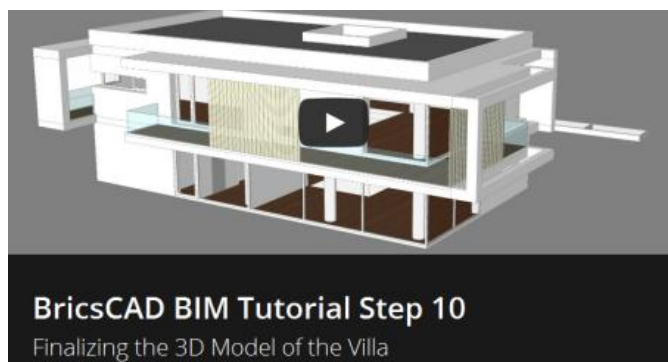 BricsCAD BIM Tutorial Step 10
Finalizing the 3D Model of the Villa